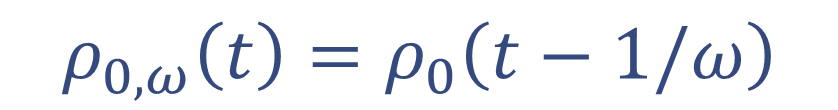 ρ₀,ω(t) = ρ₀(t − 1/ω)